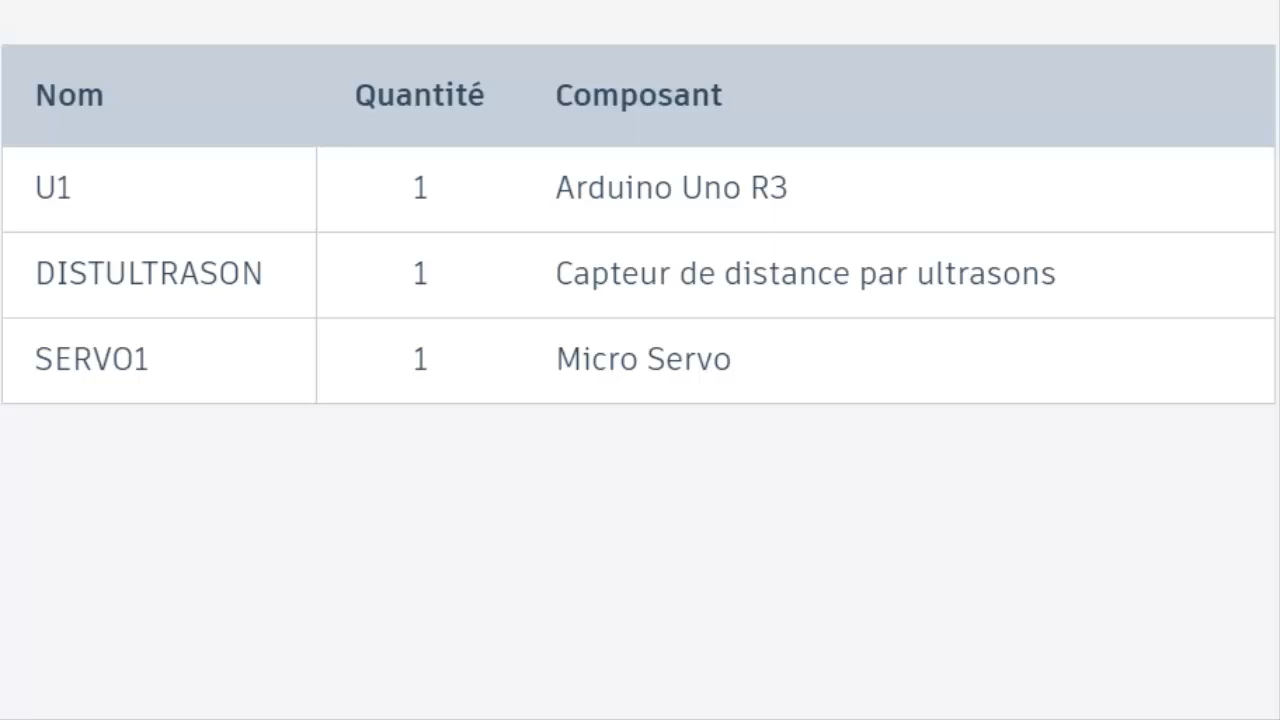 Nom Quantité Composant
U1 1 Arduino Uno R3
DISTULTRASON 1 Capteur de distance par ultrasons
SERVO1 1 Micro Servo